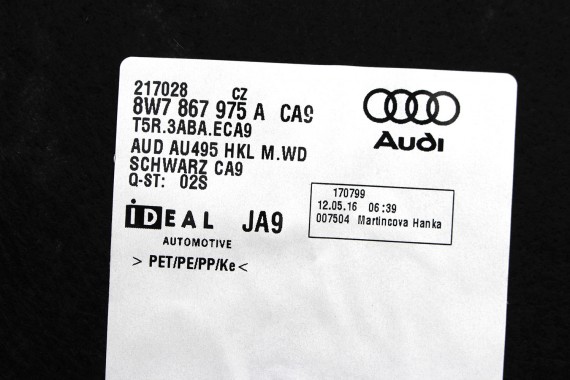 217028 CZ
8W7 867 975 A CA9
T5R.3ABA.ECA9
AUD AU495 HKL M.WD
SCHWARZ CA9
Q-ST: 02S
Audi
iDEAL JA9
AUTOMOTIVE
> PET/PE/PP/Ke <
170799
12.05.16 06:39
007504 Martincova Hanka